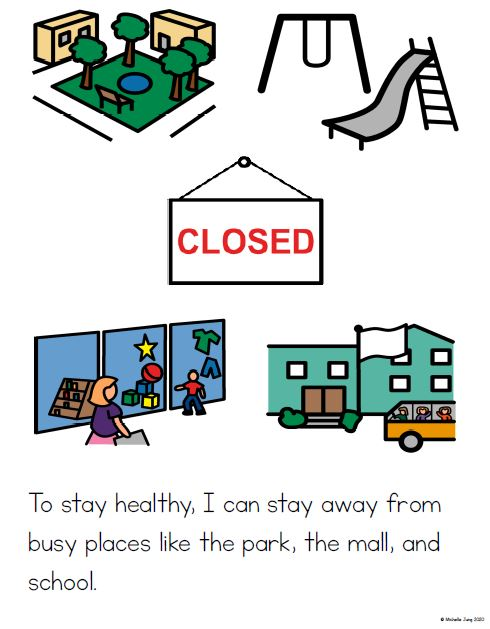 CLOSED
To stay healthy, I can stay away from
busy places like the park, the mall, and
school.
© Michelle Jung 2020